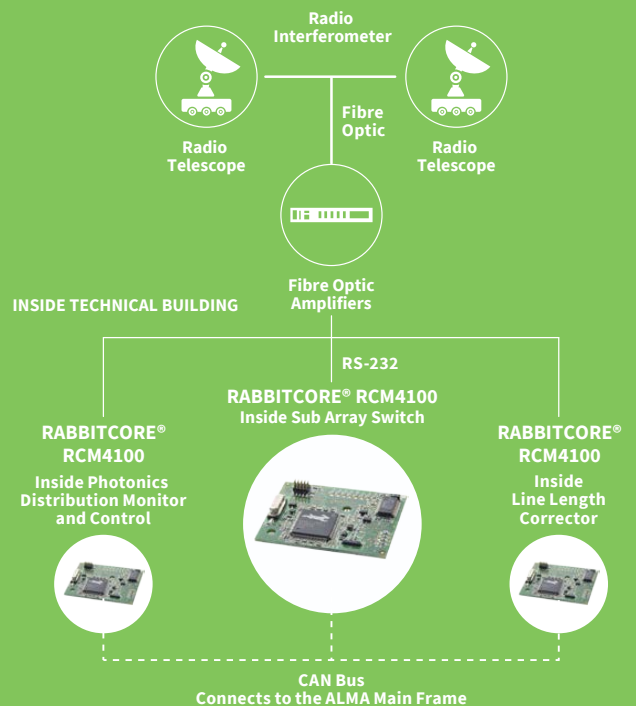 Radio
Interferometer
Fibre
Optic
Radio
Telescope
Radio
Telescope
Fibre Optic
Amplifiers
INSIDE TECHNICAL BUILDING
RS-232
RABBITCORE® RCM4100
Inside Sub Array Switch
RABBITCORE®
RCM4100
Inside Photonics
Distribution Monitor
and Control
RABBITCORE®
RCM4100
Inside
Line Length
Corrector
CAN Bus
Connects to the ALMA Main Frame